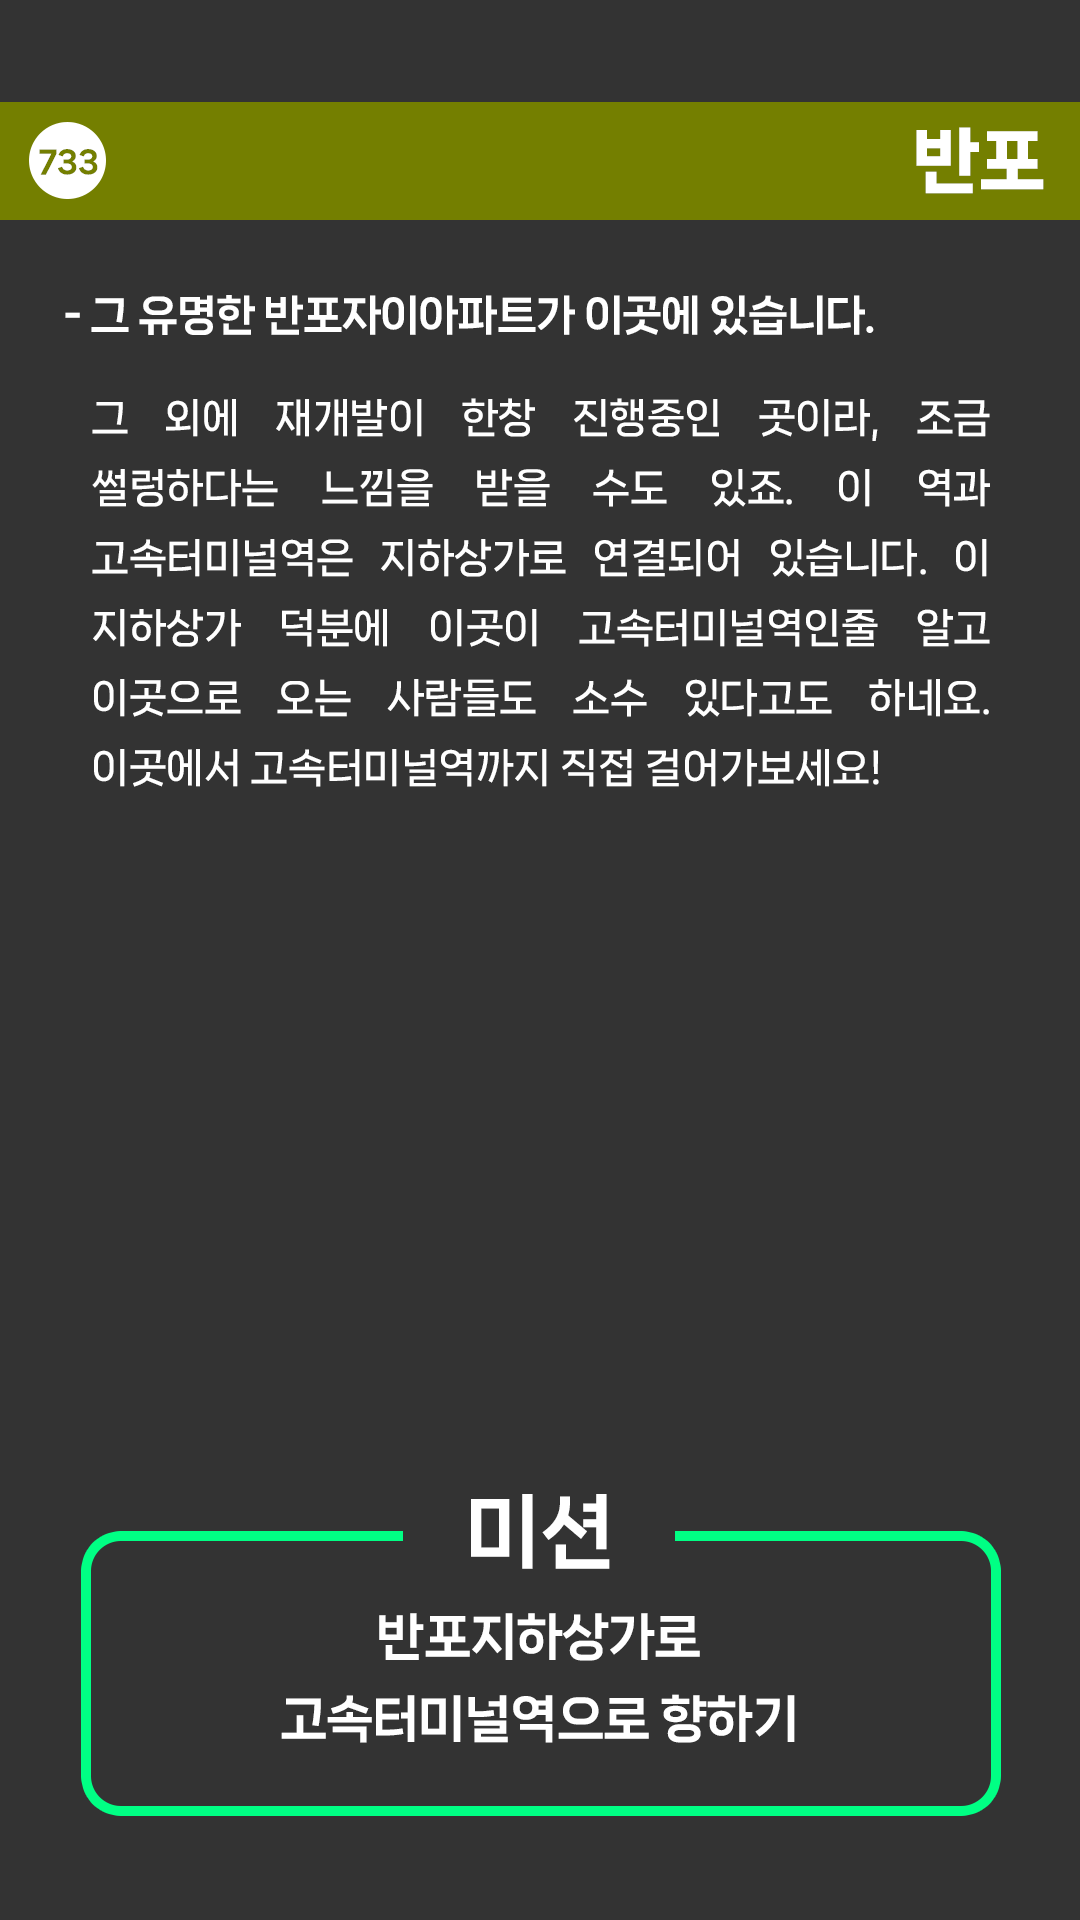 733
반포
- 그 유명한 반포자이아파트가 이곳에 있습니다.
그 외에 재개발이 한창 진행중인 곳이라, 조금
썰렁하다는 느낌을 받을 수도 있죠. 이 역과
고속터미널역은 지하상가로 연결되어 있습니다. 이
지하상가 덕분에 이곳이 고속터미널역인줄 알고
이곳으로 오는 사람들도 소수 있다고도 하네요.
이곳에서 고속터미널역까지 직접 걸어가보세요!
미션
반포지하상가로
고속터미널역으로 향하기